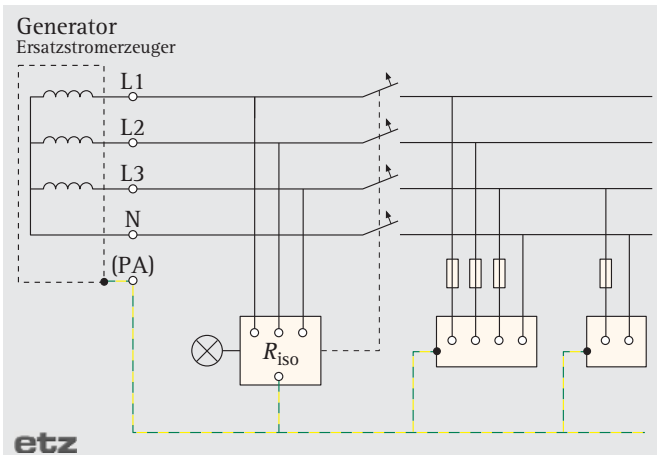 Generator
Ersatzstromerzeuger
L1
L2
L3
N
(PA)
Riso
etz